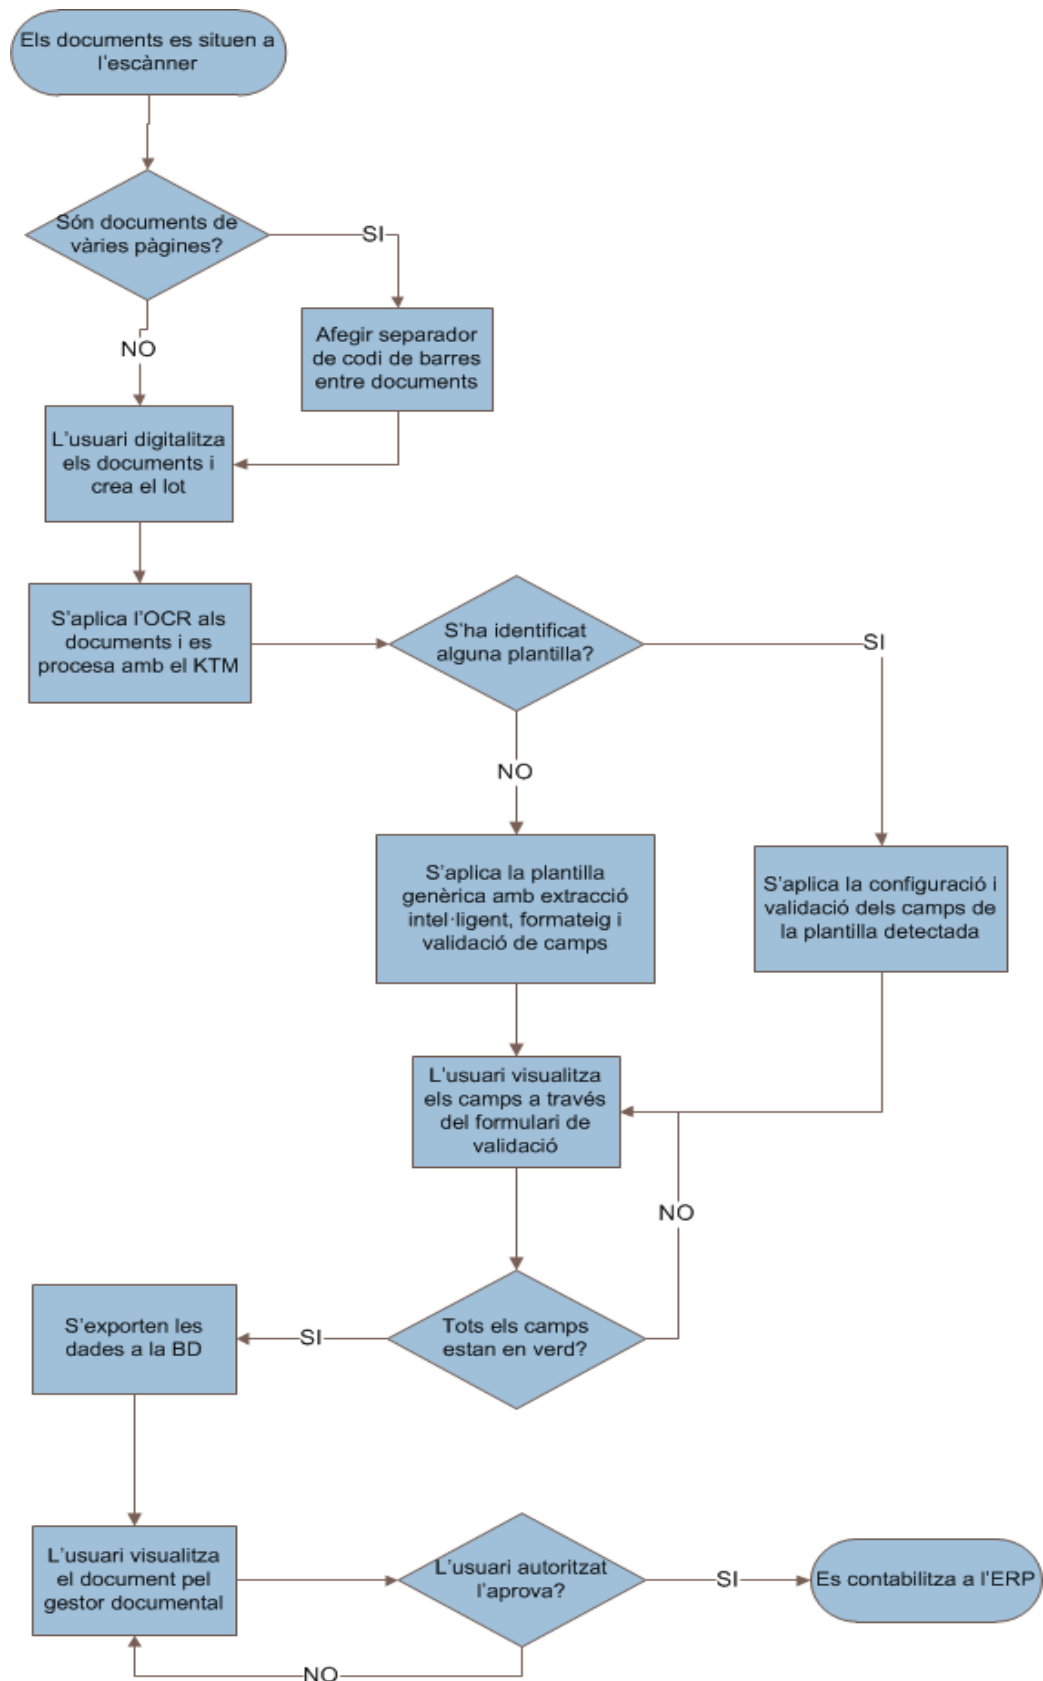 Els documents es situen a
l'escànner
Són documents de
vàries pàgines?
SI
NO
Afegir separador
de codi de barres
entre documents
L'usuari digitalitza
els documents i
crea el lot
S'aplica l'OCR als
documents i es
procesa amb el KTM
S'ha identificat
alguna plantilla?
SI
NO
S'aplica la plantilla
genèrica amb extracció
intel·ligent, formateig i
validació de camps
S'aplica la configuració i
validació dels camps de
la plantilla detectada
L'usuari visualitza
els camps a través
del formulari de
validació
NO
Tots els camps
estan en verd?
SI
S'exporten les
dades a la BD
L'usuari visualitza
el document pel
gestor documental
L'usuari autoritzat
l'aprova?
SI
Es contabilitza a l'ERP
NO